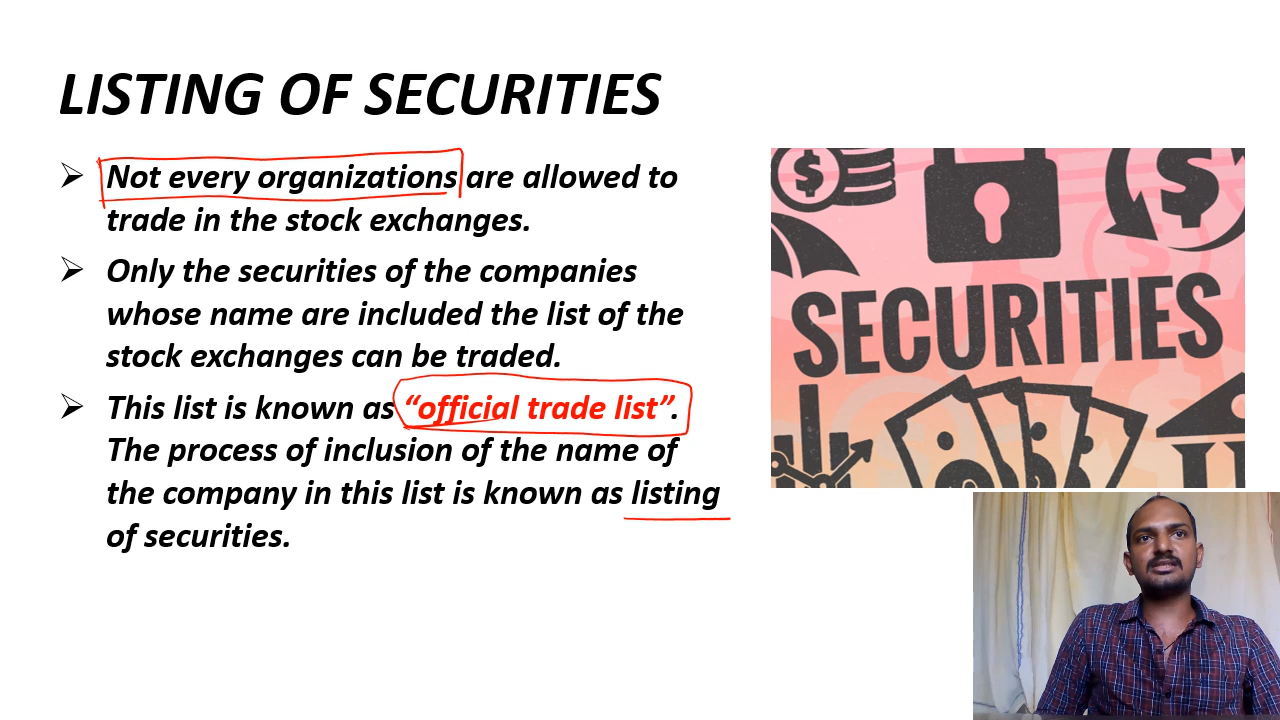 LISTING OF SECURITIES
Not every organizations are allowed to
trade in the stock exchanges.
Only the securities of the companies
whose name are included the list of the
stock exchanges can be traded.
This list is known as “official trade list”.
The process of inclusion of the name of
the company in this list is known as listing
of securities.
SECURITIES